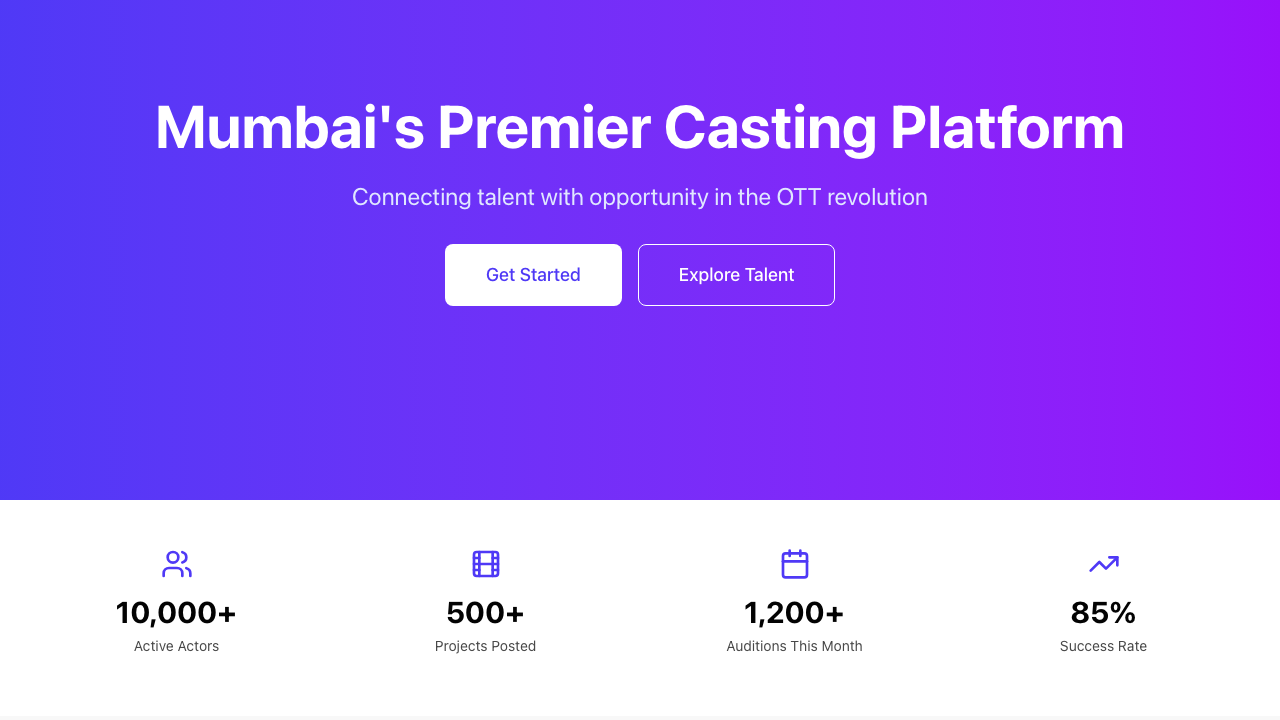 Mumbai's Premier Casting Platform
Connecting talent with opportunity in the OTT revolution
Get Started
Explore Talent
10,000+
Active Actors
500+
Projects Posted
1,200+
Auditions This Month
85%
Success Rate